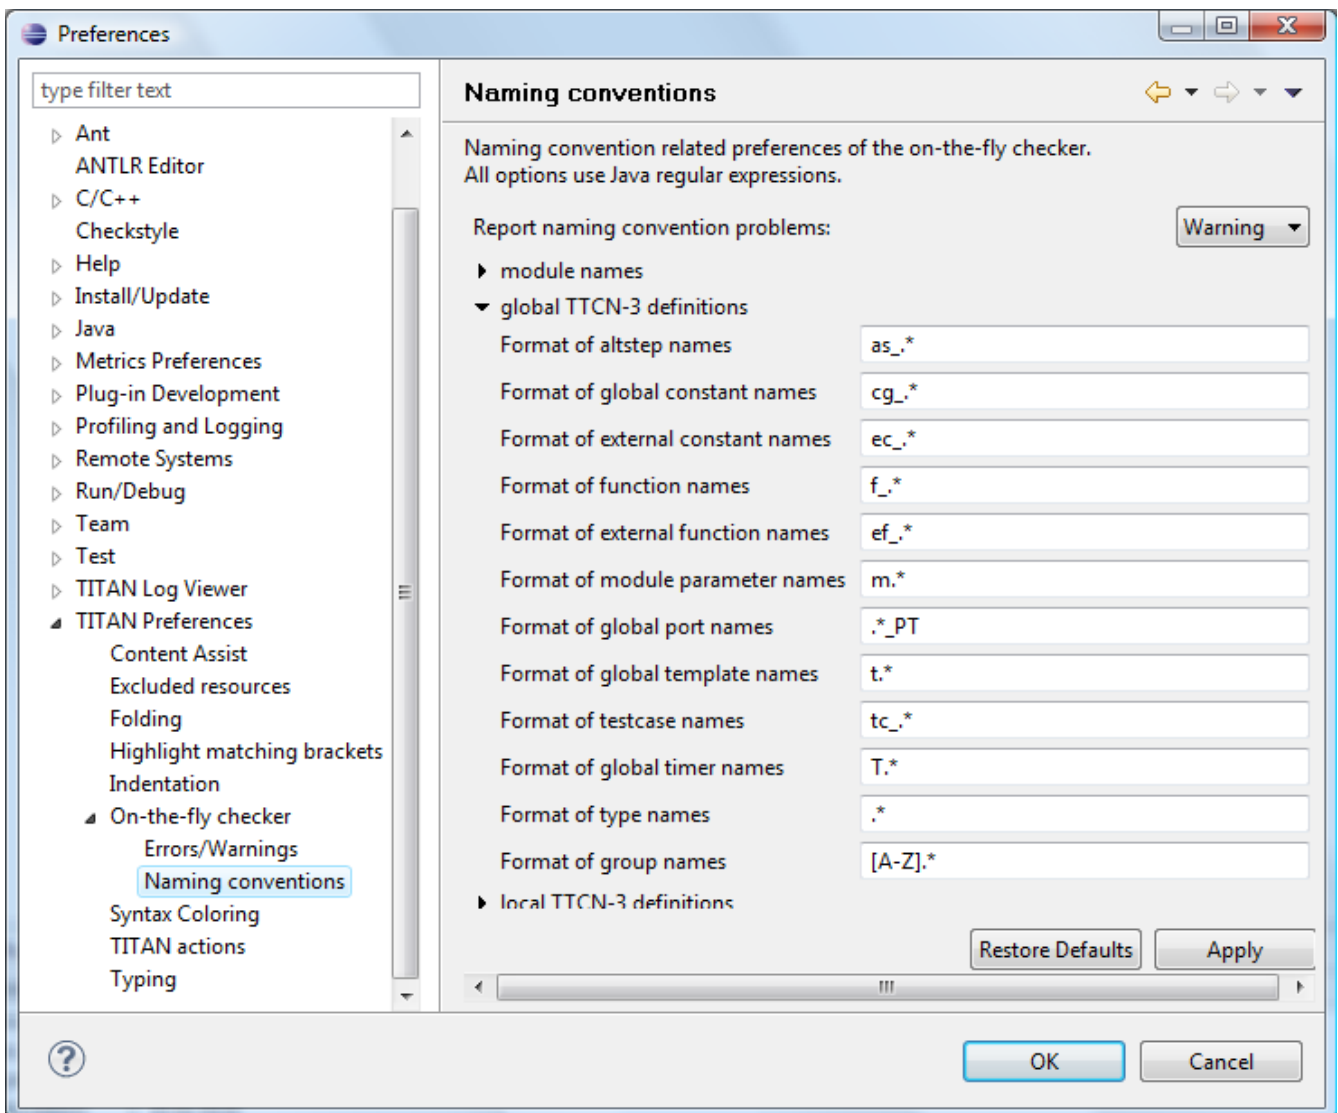 Preferences
type filter text
Ant
ANTLR Editor
C/C++
Checkstyle
Help
Install/Update
Java
Metrics Preferences
Plug-in Development
Profiling and Logging
Remote Systems
Run/Debug
Team
Test
TITAN Log Viewer
TITAN Preferences
Content Assist
Excluded resources
Folding
Highlight matching brackets
Indentation
On-the-fly checker
Errors/Warnings
Naming conventions
Syntax Coloring
TITAN actions
Typing
Naming conventions
Naming convention related preferences of the on-the-fly checker.
All options use Java regular expressions.
Report naming convention problems: Warning
module names
global TTCN-3 definitions
Format of altstep names as_.*
Format of global constant names cg_.*
Format of external constant names ec_.*
Format of function names f_.*
Format of external function names ef_.*
Format of module parameter names m.*
Format of global port names .*_PT
Format of global template names t.*
Format of testcase names tc_.*
Format of global timer names T.*
Format of type names .*
Format of group names [A-Z].*
local TTCN-3 definitions
Restore Defaults Apply
OK Cancel